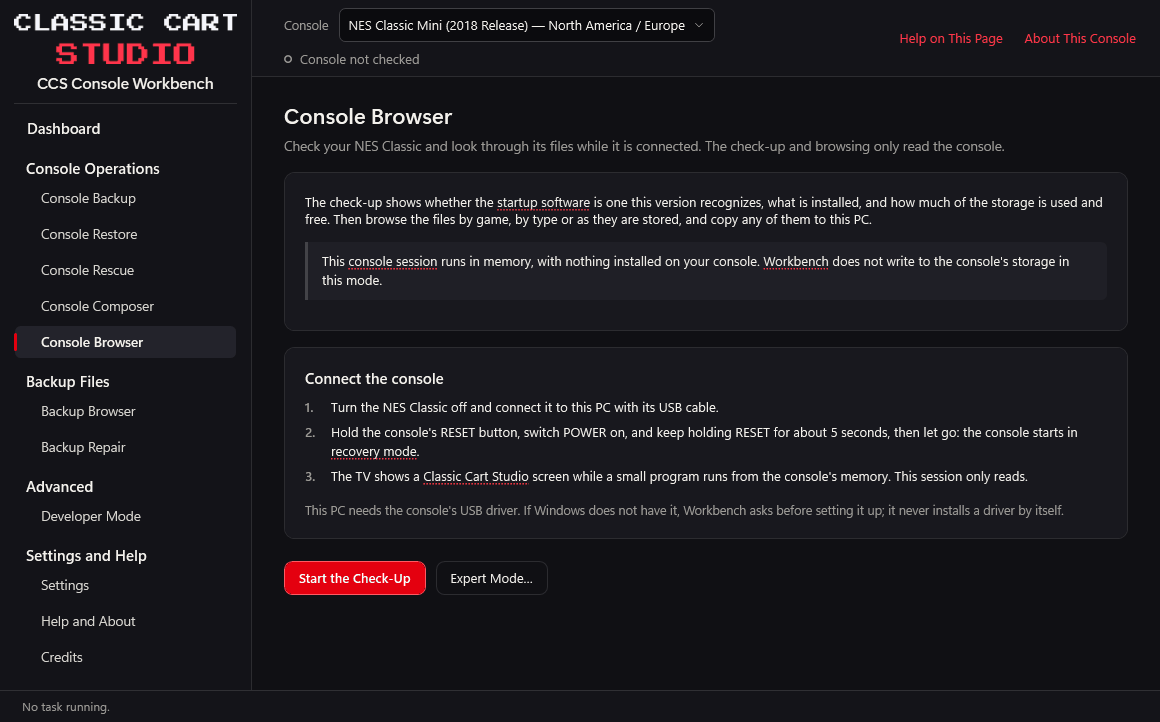 CLASSIC CART
STUDIO
CCS Console Workbench
Dashboard
Console Operations
Console Backup
Console Restore
Console Rescue
Console Composer
Console Browser
Backup Files
Backup Browser
Backup Repair
Advanced
Developer Mode
Settings and Help
Settings
Help and About
Credits
Console
NES Classic Mini (2018 Release) — North America / Europe
Console not checked
Help on This Page
About This Console
Console Browser
Check your NES Classic and look through its files while it is connected. The check-up and browsing only read the console.
The check-up shows whether the startup software is one this version recognizes, what is installed, and how much of the storage is used and
free. Then browse the files by game, by type or as they are stored, and copy any of them to this PC.
This console session runs in memory, with nothing installed on your console. Workbench does not write to the console's storage in
this mode.
Connect the console
1. Turn the NES Classic off and connect it to this PC with its USB cable.
2. Hold the console's RESET button, switch POWER on, and keep holding RESET for about 5 seconds, then let go: the console starts in
recovery mode.
3. The TV shows a Classic Cart Studio screen while a small program runs from the console's memory. This session only reads.
This PC needs the console's USB driver. If Windows does not have it, Workbench asks before setting it up; it never installs a driver by itself.
Start the Check-Up
Expert Mode...
No task running.